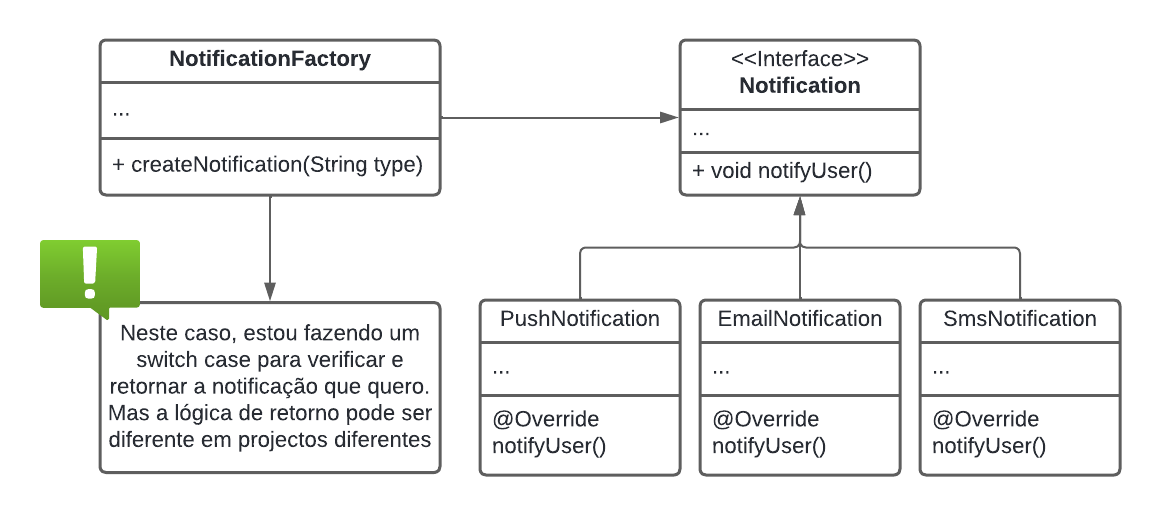 NotificationFactory
...
+ createNotification(String type)
<<Interface>>
Notification
...
+ void notifyUser()
!
Neste caso, estou fazendo um
switch case para verificar e
retornar a notificação que quero.
Mas a lógica de retorno pode ser
diferente em projectos diferentes
PushNotification
...
@Override
notifyUser()
EmailNotification
...
@Override
notifyUser()
SmsNotification
...
@Override
notifyUser()